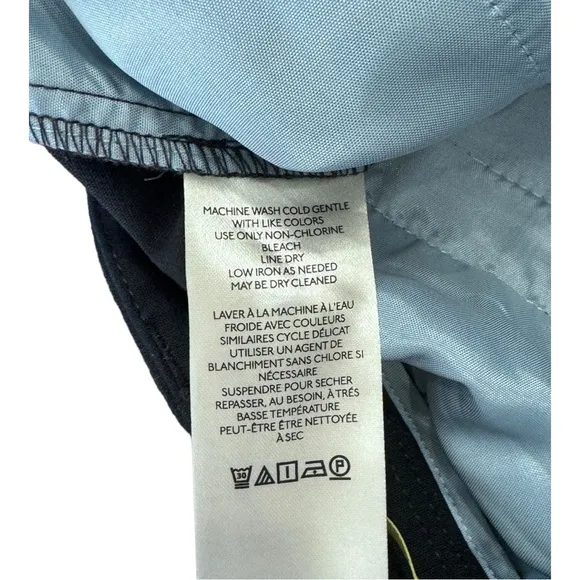 MACHINE WASH COLD GENTLE
WITH LIKE COLORS
USE ONLY NON-CHLORINE
BLEACH
LINE DRY
LOW IRON AS NEEDED
MAY BE DRY CLEANED
LAVER À LA MACHINE À L'EAU
FROIDE AVEC COULEURS
SIMILAIRES CYCLE DÉLICAT
UTILISER UN AGENT DE
BLANCHIMENT SANS CHLORE SI
NÉCESSAIRE
SUSPENDRE POUR SECHER
REPASSER, AU BESOIN, À TRÉS
BASSE TEMPÉRATURE
PEUT-ÊTRE ÊTRE NETTOYÉE
À SEC
30 P